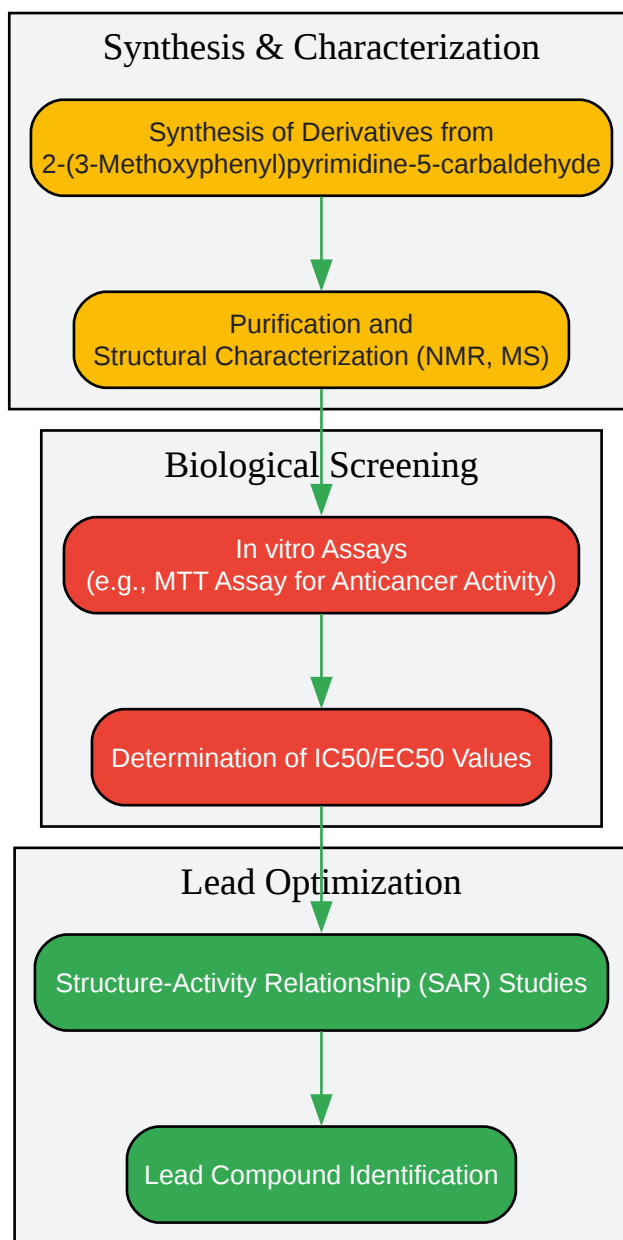 Synthesis & Characterization
Synthesis of Derivatives from
2-(3-Methoxyphenyl)pyrimidine-5-carbaldehyde
Purification and
Structural Characterization (NMR, MS)
Biological Screening
In vitro Assays
(e.g., MTT Assay for Anticancer Activity)
Determination of IC50/EC50 Values
Lead Optimization
Structure-Activity Relationship (SAR) Studies
Lead Compound Identification